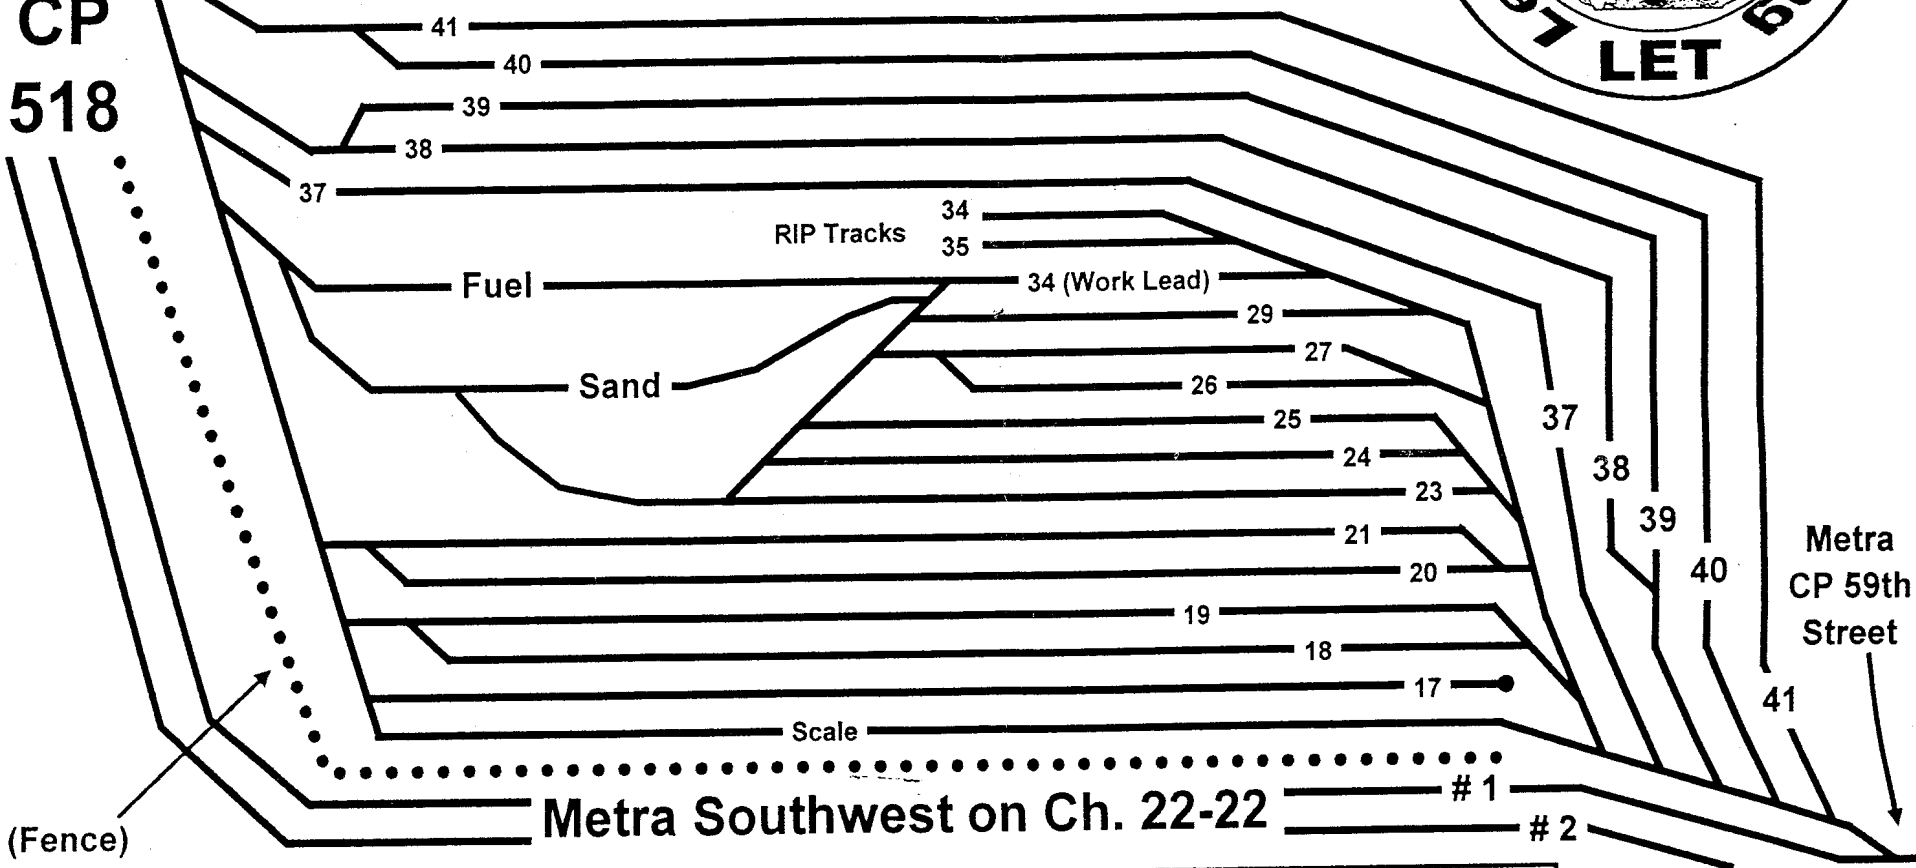 CP
518
41
40
39
38
37
34
RIP Tracks
35
Fuel
34 (Work Lead)
29
27
Sand
26
25
24
23
21
20
19
18
17
Scale
37
38
39
40
41
Metra
CP 59th
Street
(Fence)
Metra Southwest on Ch. 22-22
# 1
# 2
LET